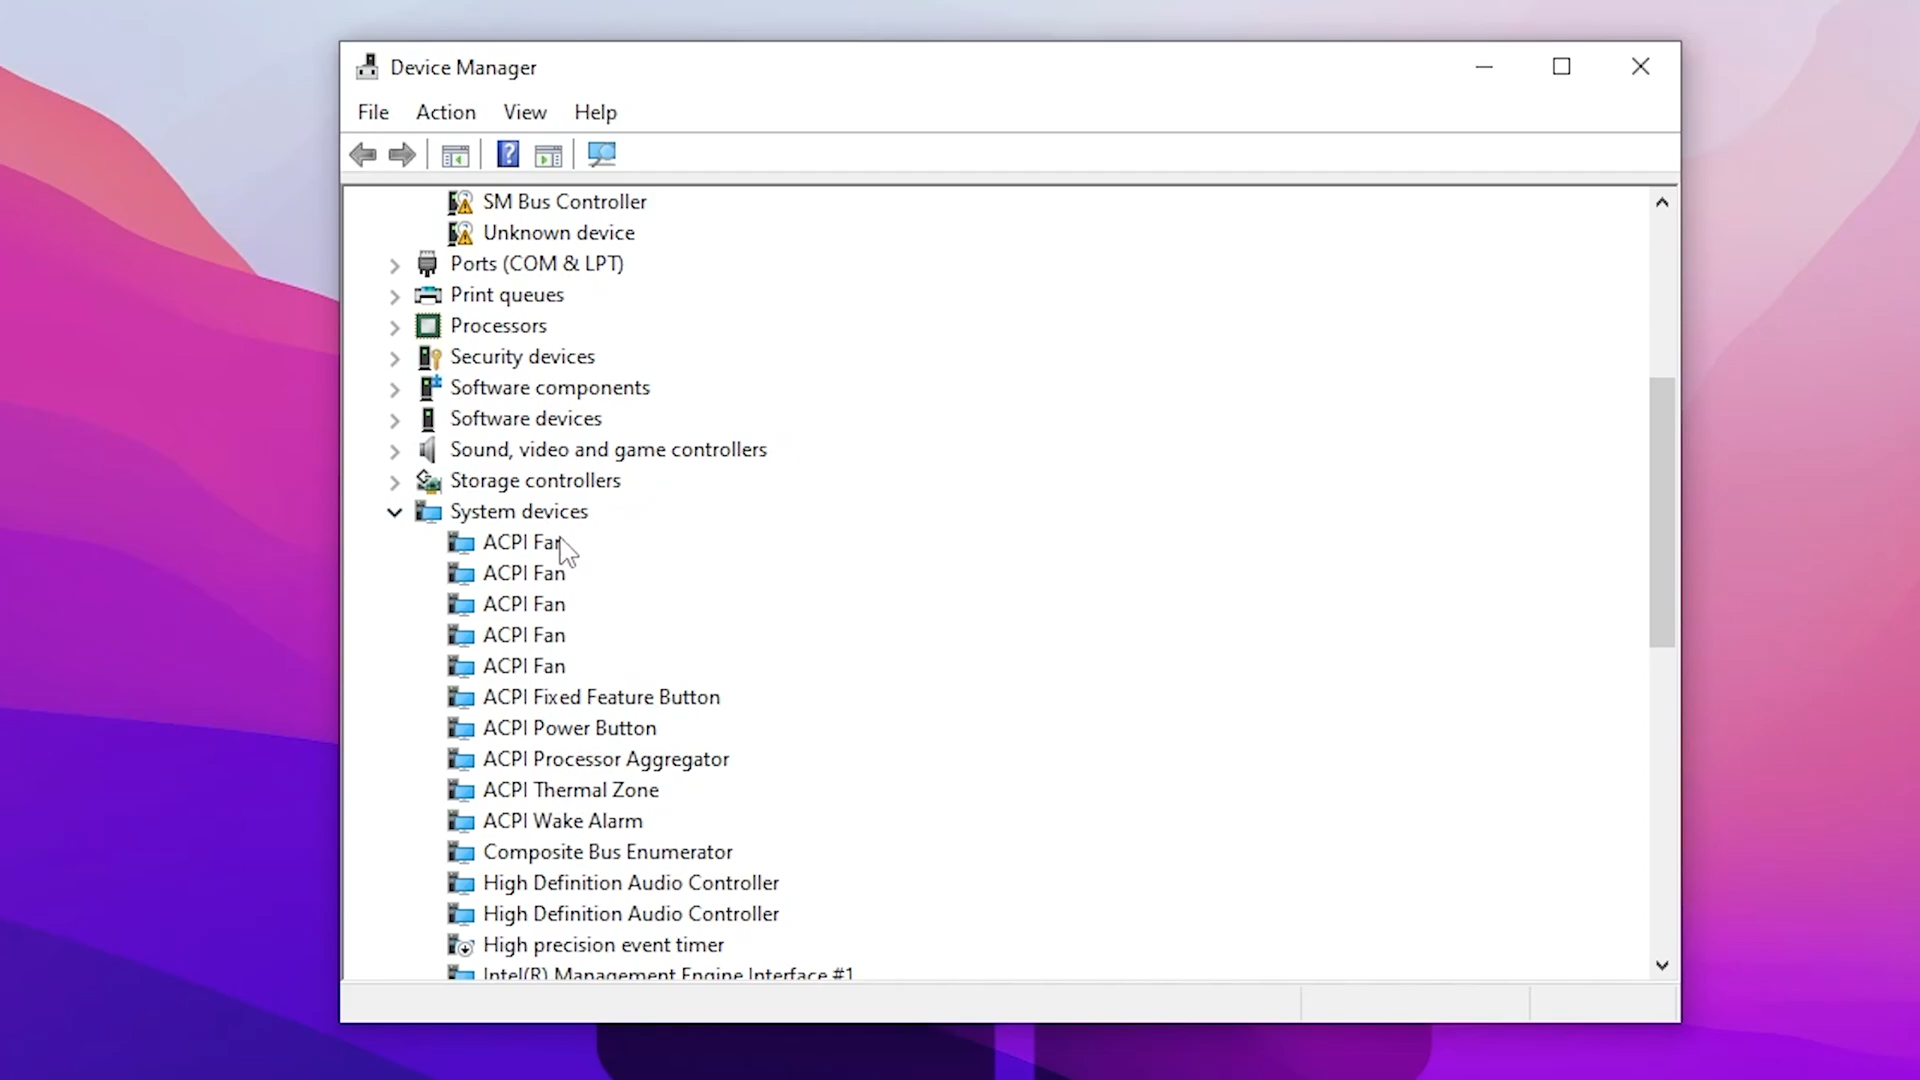 Device Manager
File Action View Help
SM Bus Controller
Unknown device
Ports (COM & LPT)
Print queues
Processors
Security devices
Software components
Software devices
Sound, video and game controllers
Storage controllers
System devices
ACPI Fan
ACPI Fan
ACPI Fan
ACPI Fan
ACPI Fan
ACPI Fixed Feature Button
ACPI Power Button
ACPI Processor Aggregator
ACPI Thermal Zone
ACPI Wake Alarm
Composite Bus Enumerator
High Definition Audio Controller
High Definition Audio Controller
High precision event timer
Intel(R) Management Engine Interface #1